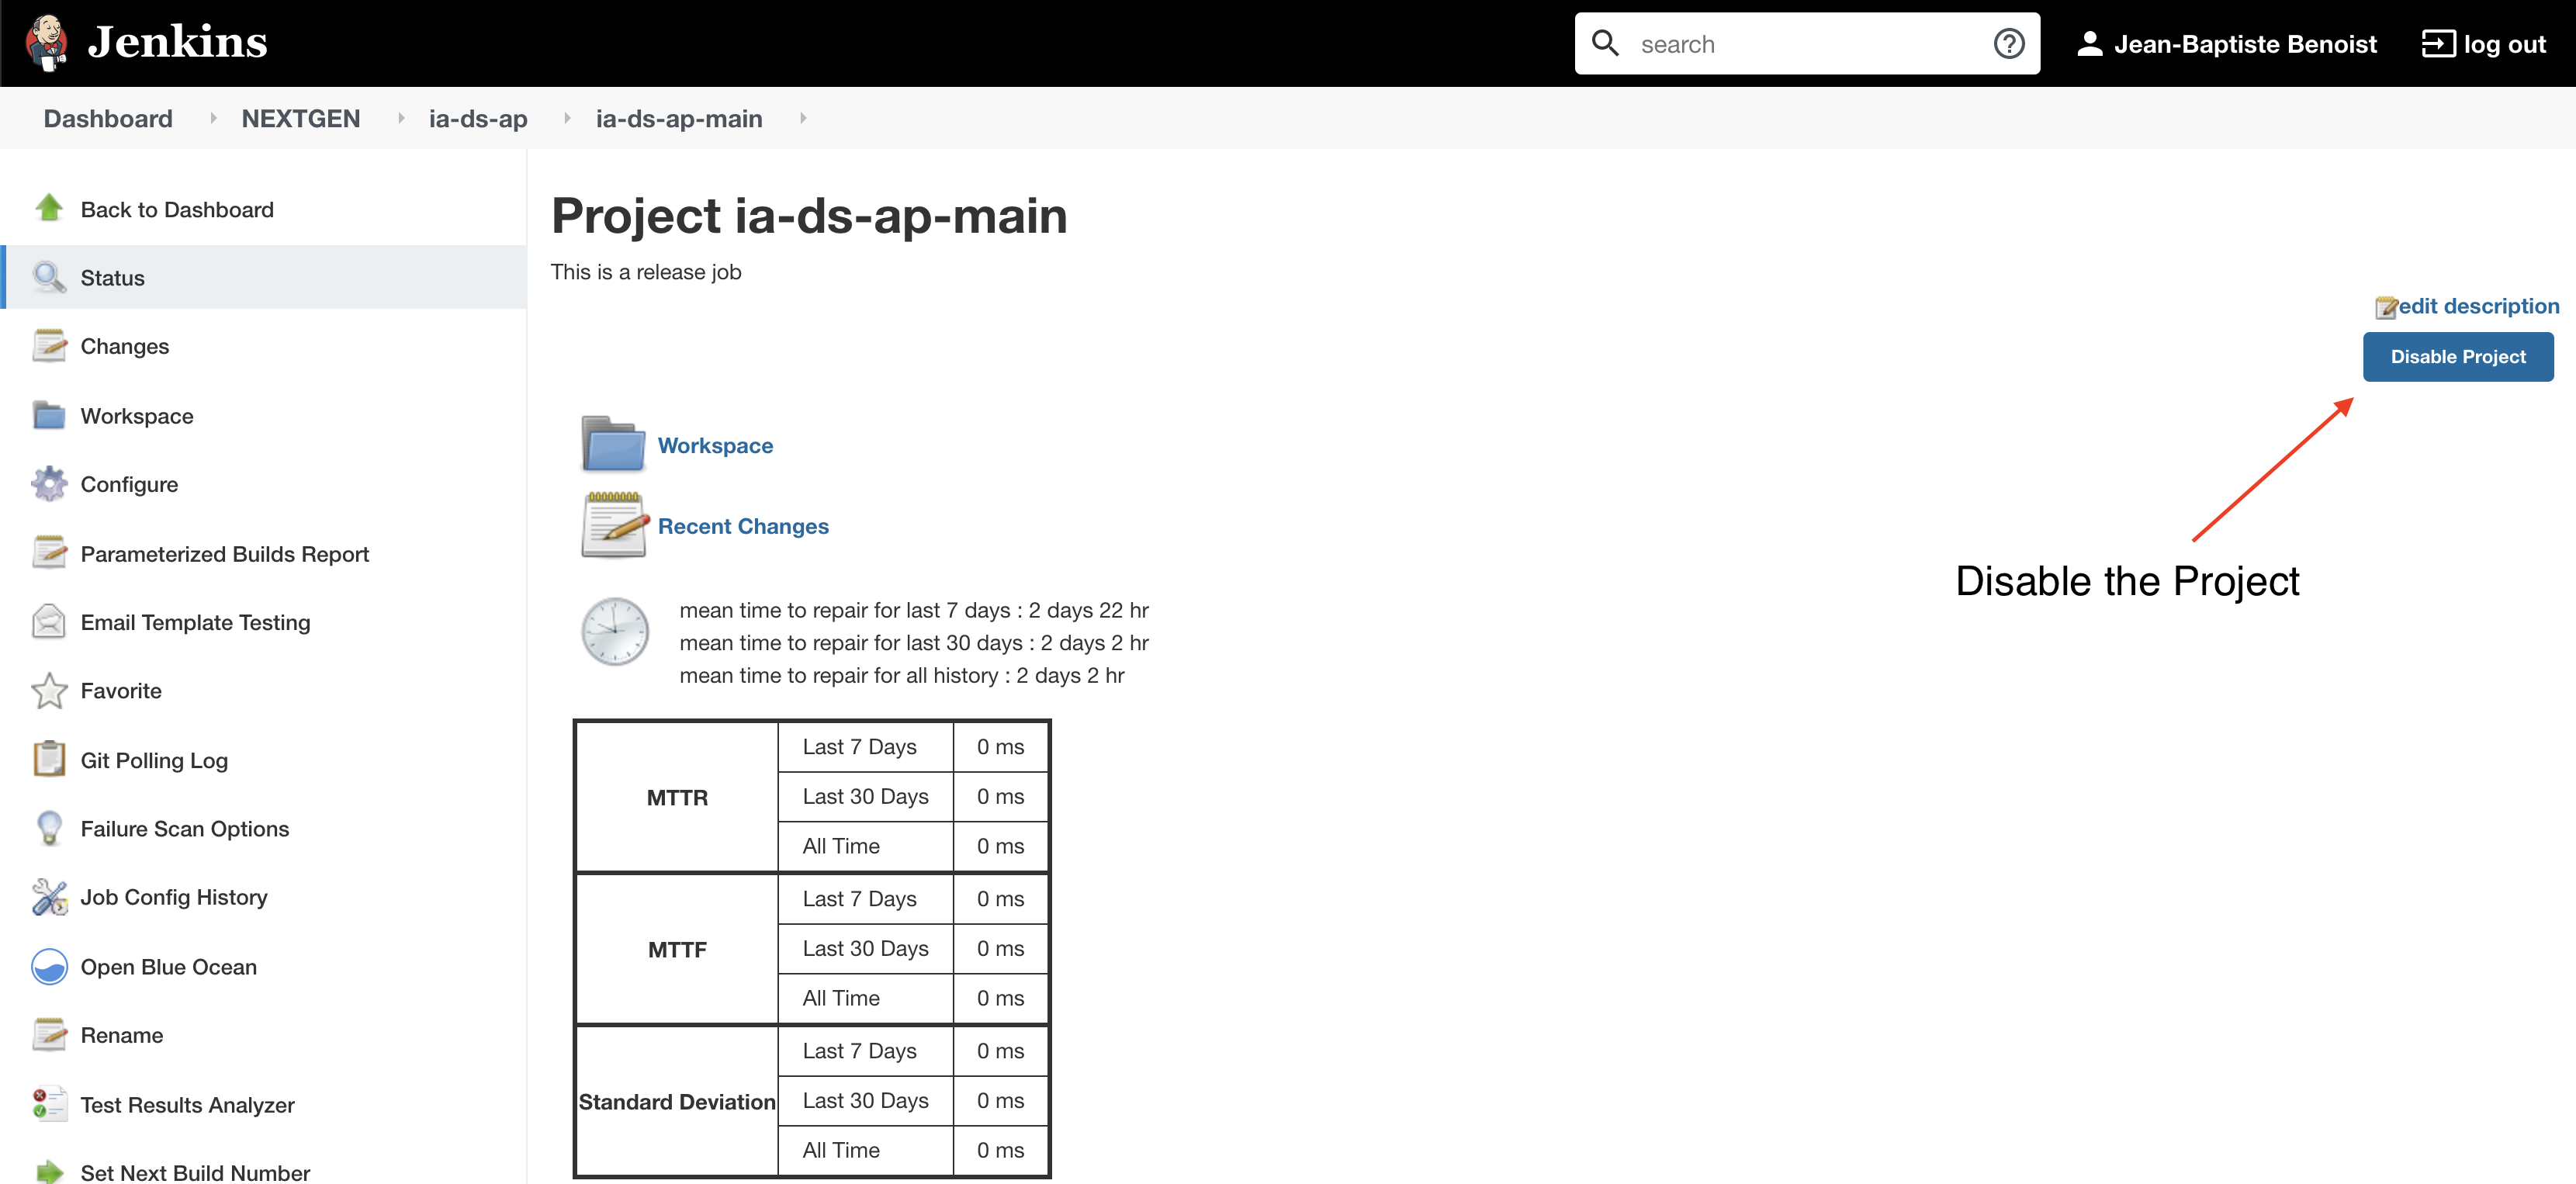 Jenkins
search
Jean-Baptiste Benoist
log out
Dashboard
NEXTGEN
ia-ds-ap
ia-ds-ap-main
Back to Dashboard
Status
Changes
Workspace
Configure
Parameterized Builds Report
Email Template Testing
Favorite
Git Polling Log
Failure Scan Options
Job Config History
Open Blue Ocean
Rename
Test Results Analyzer
Set Next Build Number
Project ia-ds-ap-main
This is a release job
edit description
Disable Project
Disable the Project
Workspace
Recent Changes
mean time to repair for last 7 days : 2 days 22 hr
mean time to repair for last 30 days : 2 days 2 hr
mean time to repair for all history : 2 days 2 hr
MTTR
Last 7 Days 0 ms
Last 30 Days 0 ms
All Time 0 ms
MTTF
Last 7 Days 0 ms
Last 30 Days 0 ms
All Time 0 ms
Standard Deviation
Last 7 Days 0 ms
Last 30 Days 0 ms
All Time 0 ms